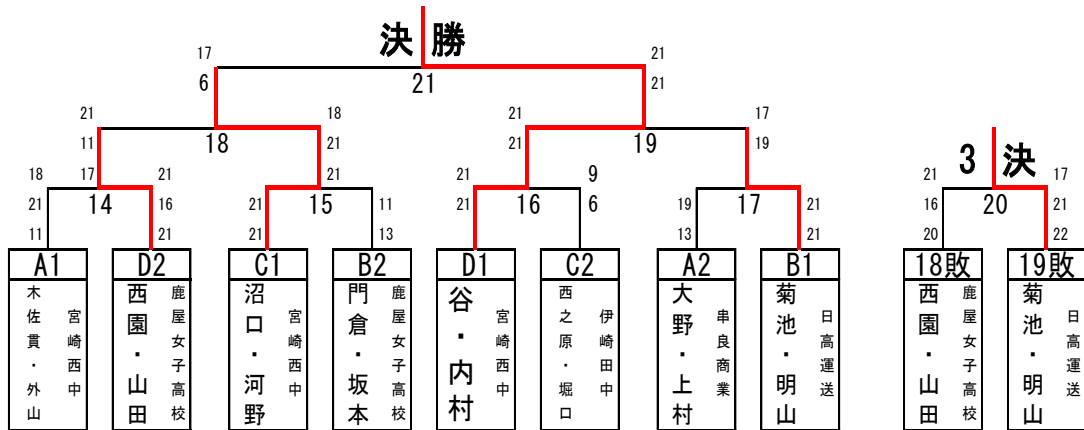 決 勝
17 21
6 21 21
21 18 21 17
11 18 21 21 19 19
3 決
18 17 21 21 9 21 17
21 14 16 21 15 11 21 16 6 19 17 21 16 20 21
11 21 21 13 13 21 20 22
A1 D2 C1 B2 D1 C2 A2 B1 18敗 19敗
木佐貫・外山 宮崎西中
西園・山田 鹿屋女子高校
沼口・河野 宮崎西中
門倉・坂本 鹿屋女子高校
谷・内村 宮崎西中
西之原・堀口 伊崎田中
大野・上村 串良商業
菊池・明山 日高運送
西園・山田 鹿屋女子高校
菊池・明山 日高運送